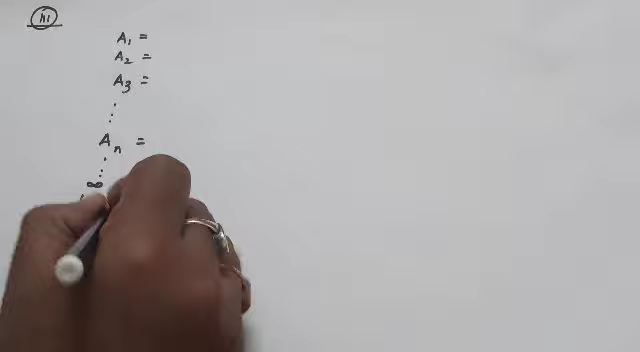 hi
A₁ =
A₂ =
A₃ =
⋮
Aₙ =
⋮
∞